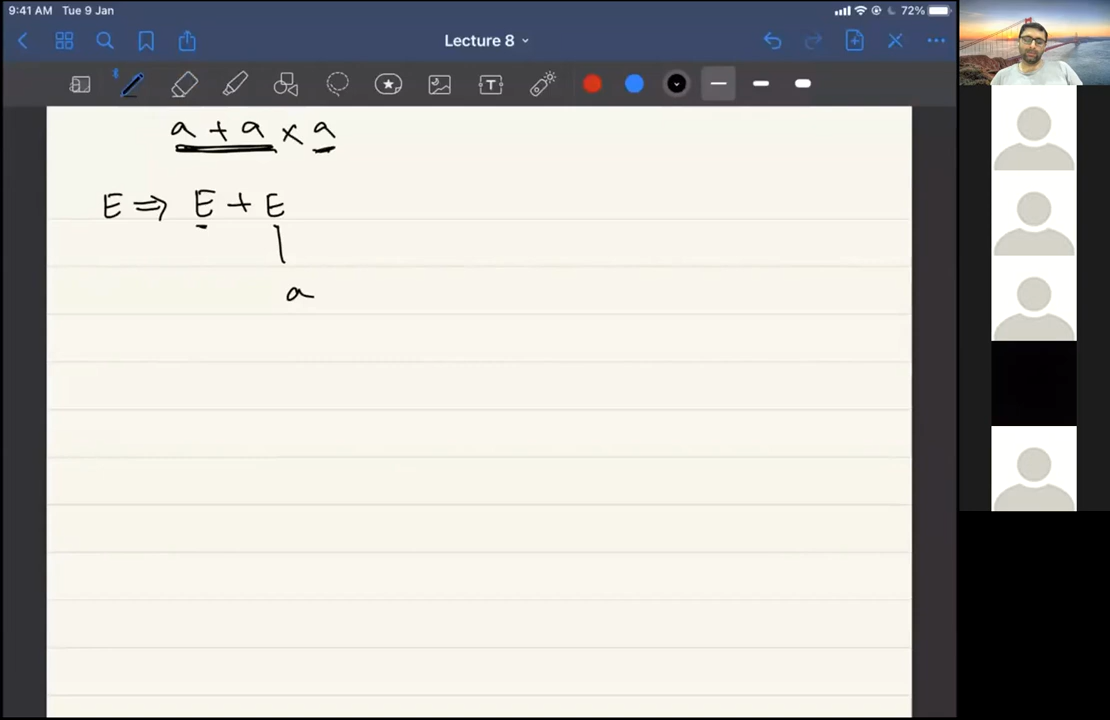 9:41 AM Tue 9 Jan 72%
Lecture 8
T
a + a × a
E ⇒ E + E
a